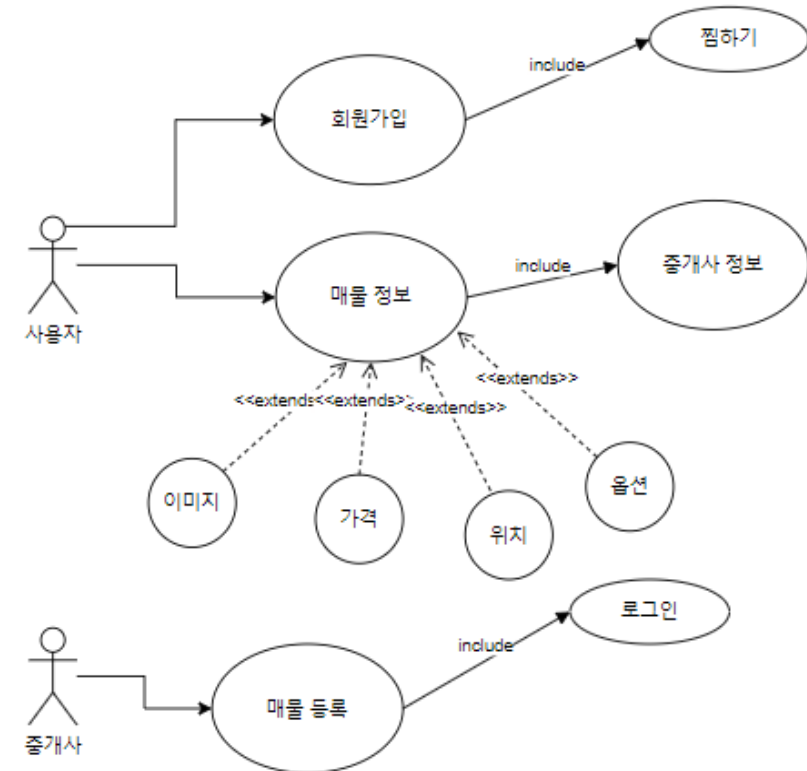 찜하기
include
회원가입
중개사 정보
include
매물 정보
사용자
<<extends>>
<<extends>>
<<extends>>
<<extends>>
옵션
이미지
가격
위치
로그인
include
매물 등록
중개사